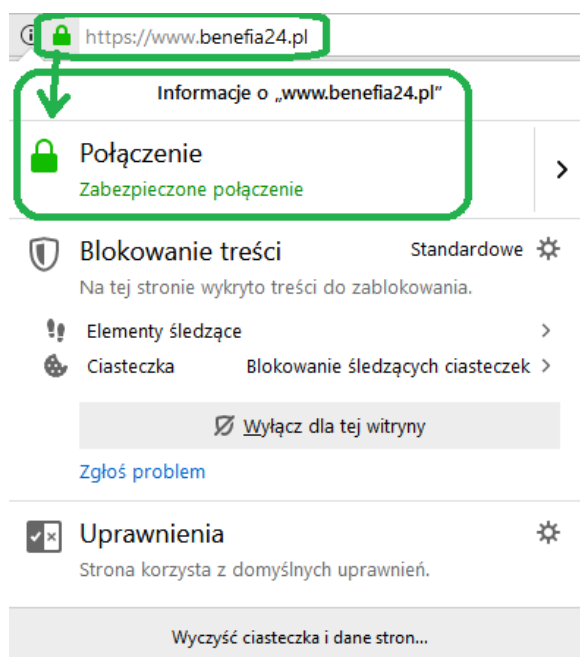 https://www.benefia24.pl
Informacje o „www.benefia24.pl”
Połączenie
Zabezpieczone połączenie
Blokowanie treści Standardowe
Na tej stronie wykryto treści do zablokowania.
Elementy śledzące
Ciasteczka Blokowanie śledzących ciasteczek
Wyłącz dla tej witryny
Zgłoś problem
Uprawnienia
Strona korzysta z domyślnych uprawnień.
Wyczyść ciasteczka i dane stron...